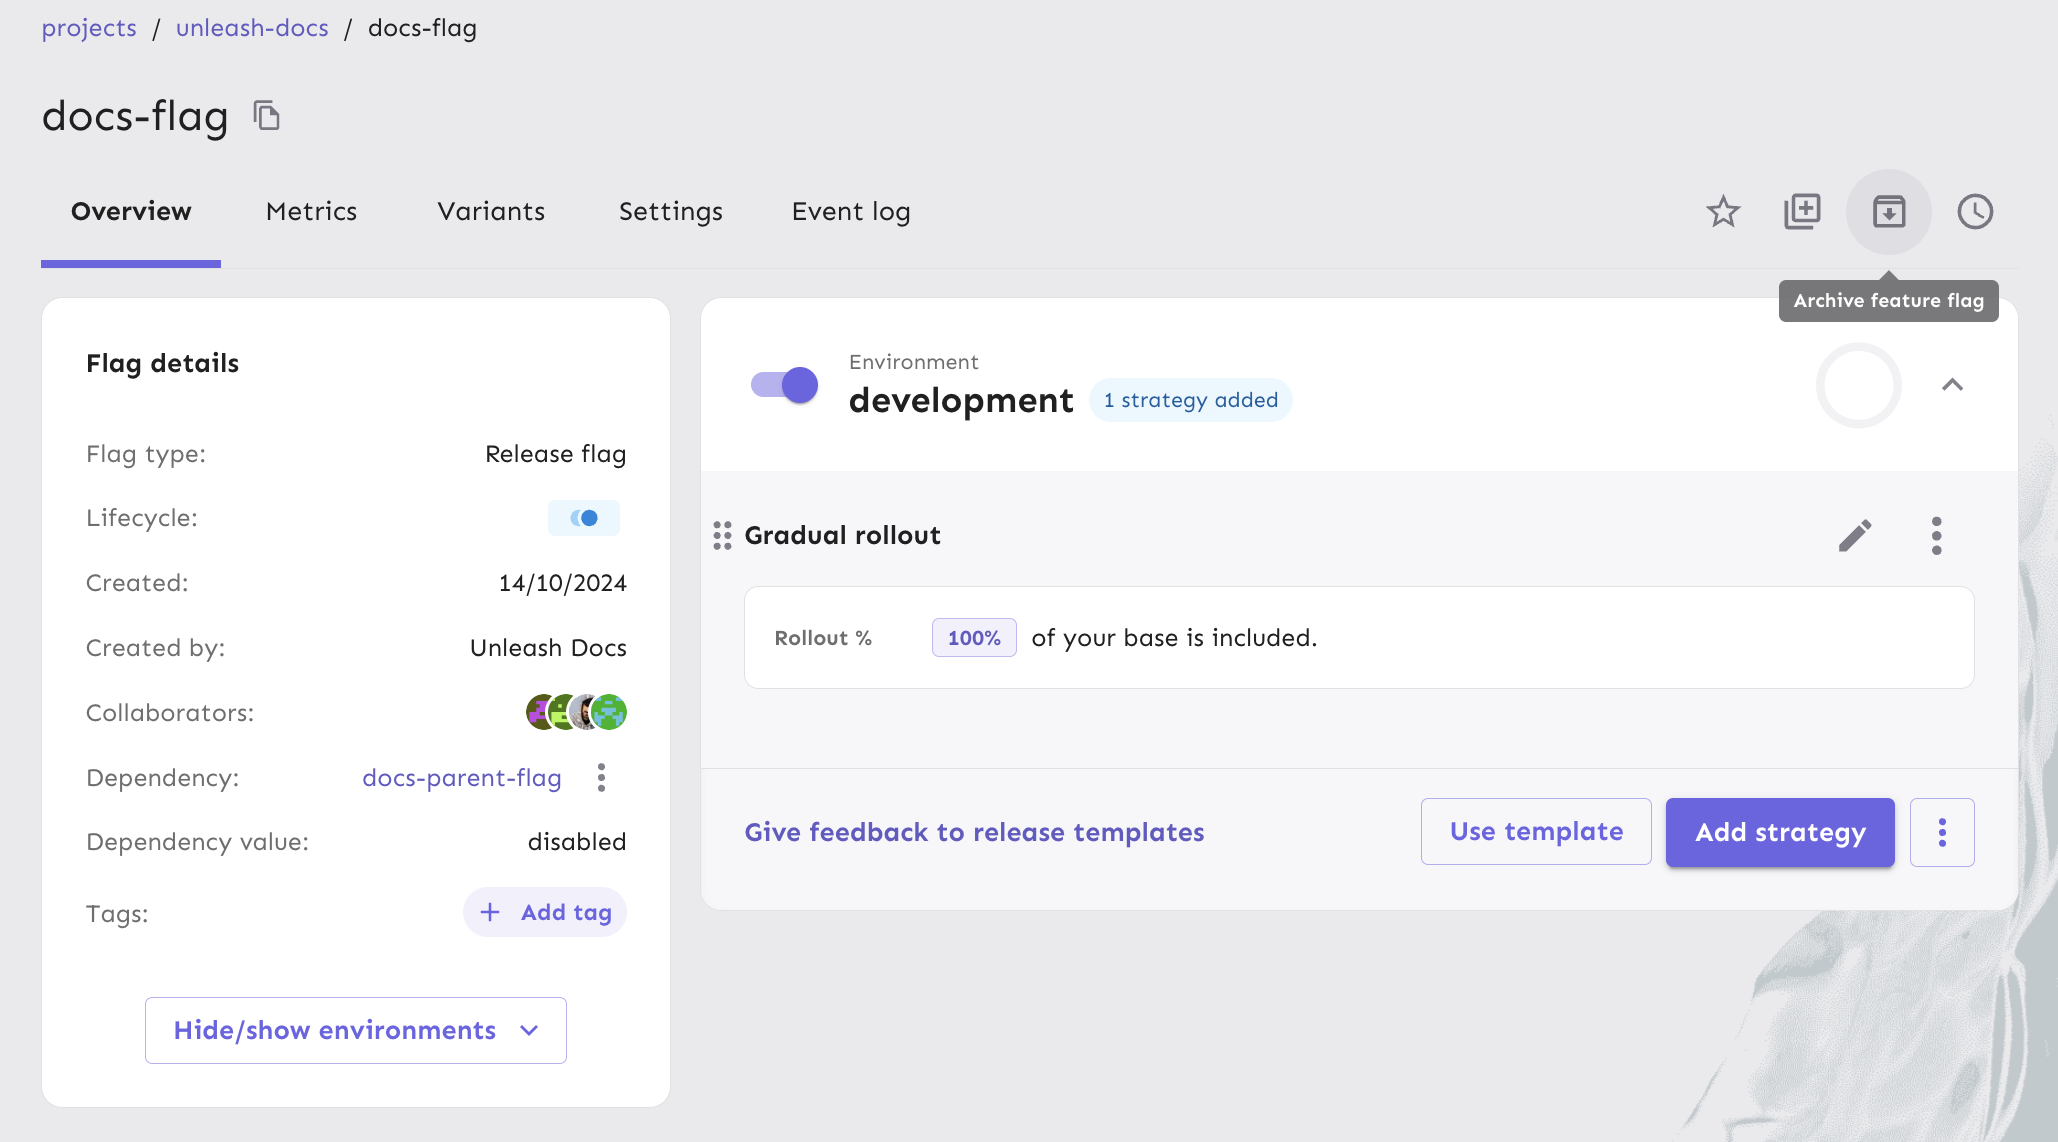 projects / unleash-docs / docs-flag
docs-flag
Overview
Metrics
Variants
Settings
Event log
Archive feature flag
Flag details
Flag type: Release flag
Lifecycle:
Created: 14/10/2024
Created by: Unleash Docs
Collaborators:
Dependency: docs-parent-flag
Dependency value: disabled
Tags: + Add tag
Hide/show environments
Environment
development 1 strategy added
Gradual rollout
Rollout % 100% of your base is included.
Give feedback to release templates
Use template
Add strategy